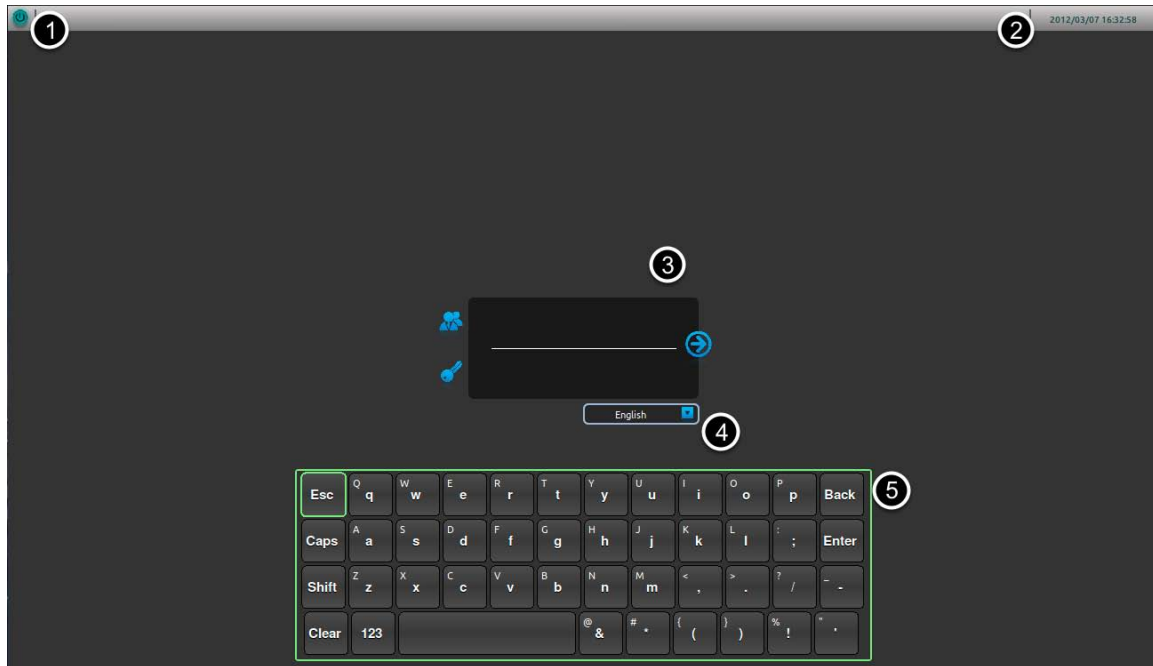 1
2
2012/03/07 16:32:58
3
English
4
5
Esc Q q W w E e R r T t Y y U u I i O o P p Back
Caps A a S s D d F f G g H h J j K k L l : ; Enter
Shift Z z X x C c V v B b N n M m < , > . ? / _ -
Clear 123 @ & # * { ( } ) % ! " '